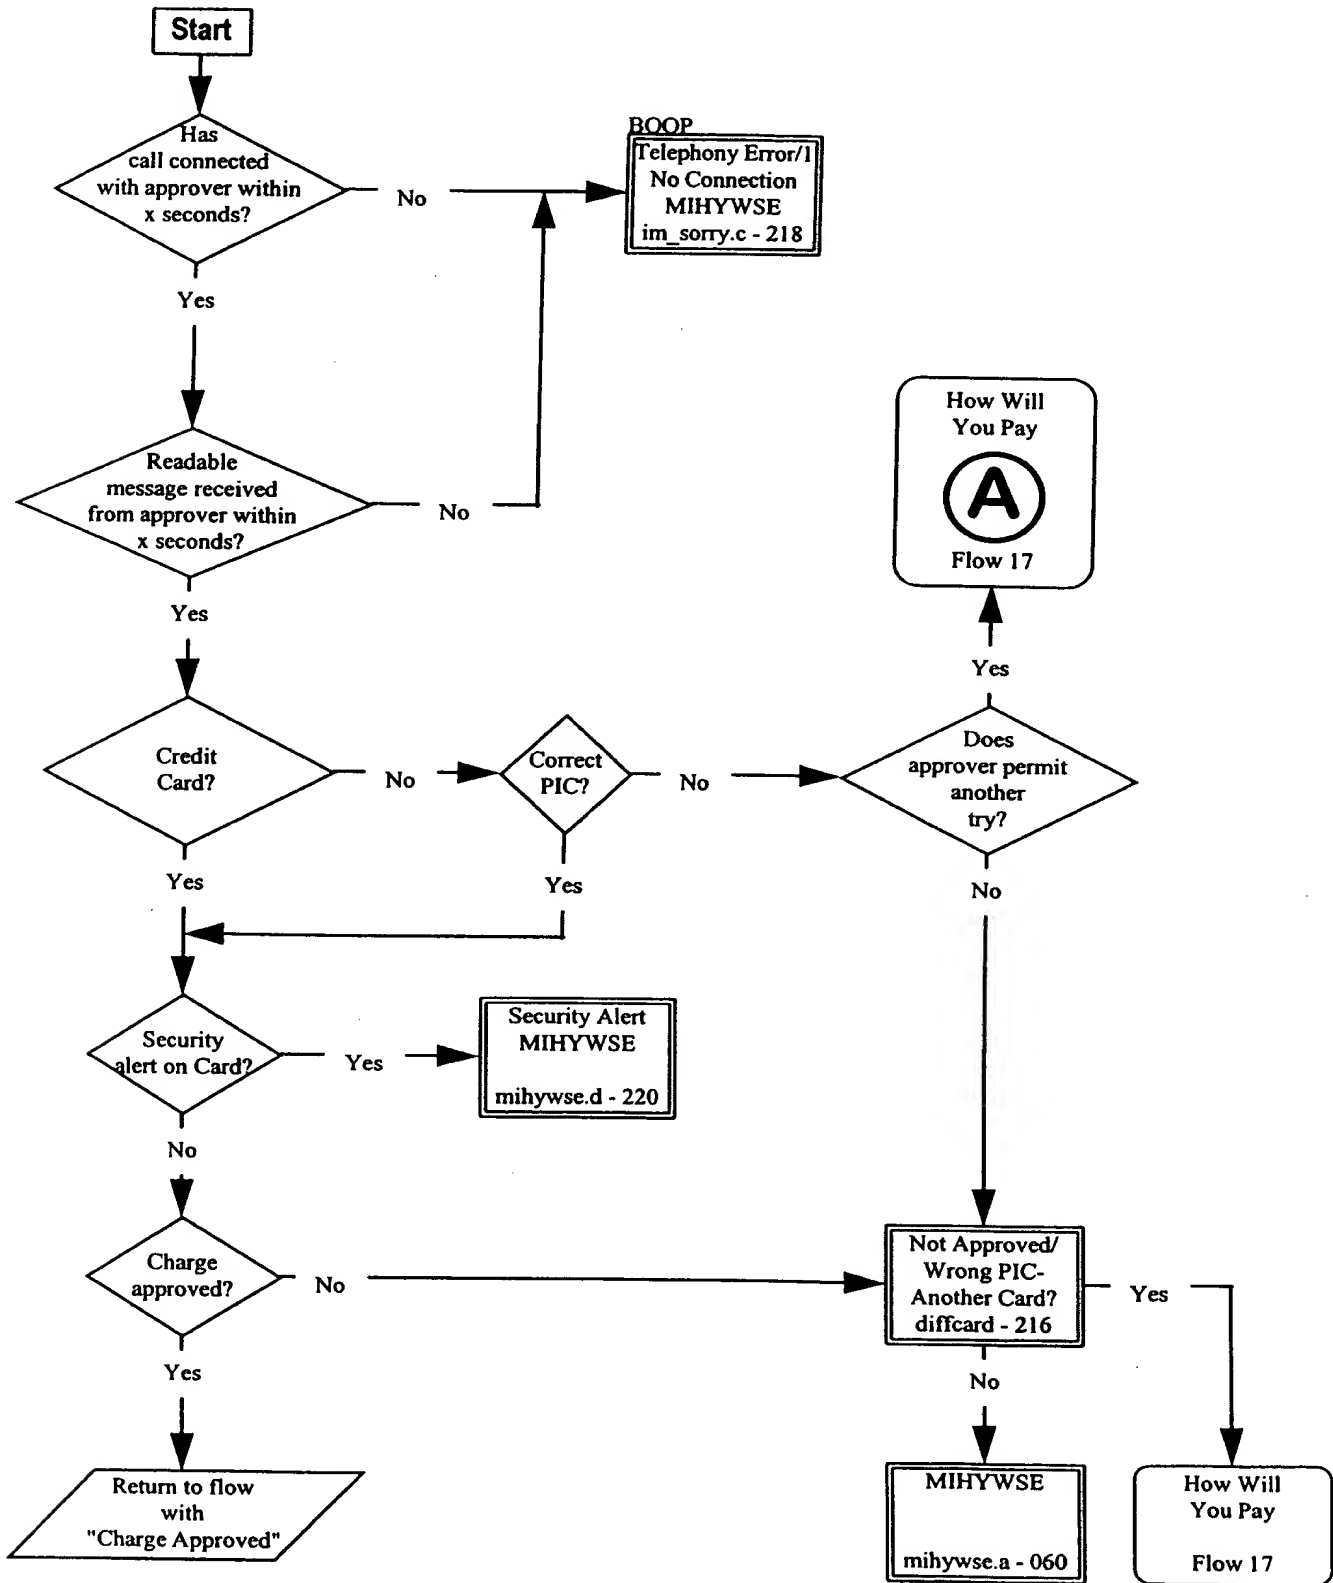 Start
Has
call connected
with approver within
x seconds?
No
BOOP
Telephony Error/1
No Connection
MIHYWSE
im_sorry.c - 218
Yes
Readable
message received
from approver within
x seconds?
No
How Will
You Pay
A
Flow 17
Yes
Yes
Credit
Card?
No
Correct
PIC?
No
Does
approver permit
another
try?
Yes
Yes
No
Security
alert on Card?
Yes
Security Alert
MIHYWSE
mihywse.d - 220
No
Charge
approved?
No
Not Approved/
Wrong PIC-
Another Card?
diffcard - 216
Yes
Yes
No
Return to flow
with
"Charge Approved"
MIHYWSE
mihywse.a - 060
How Will
You Pay
Flow 17